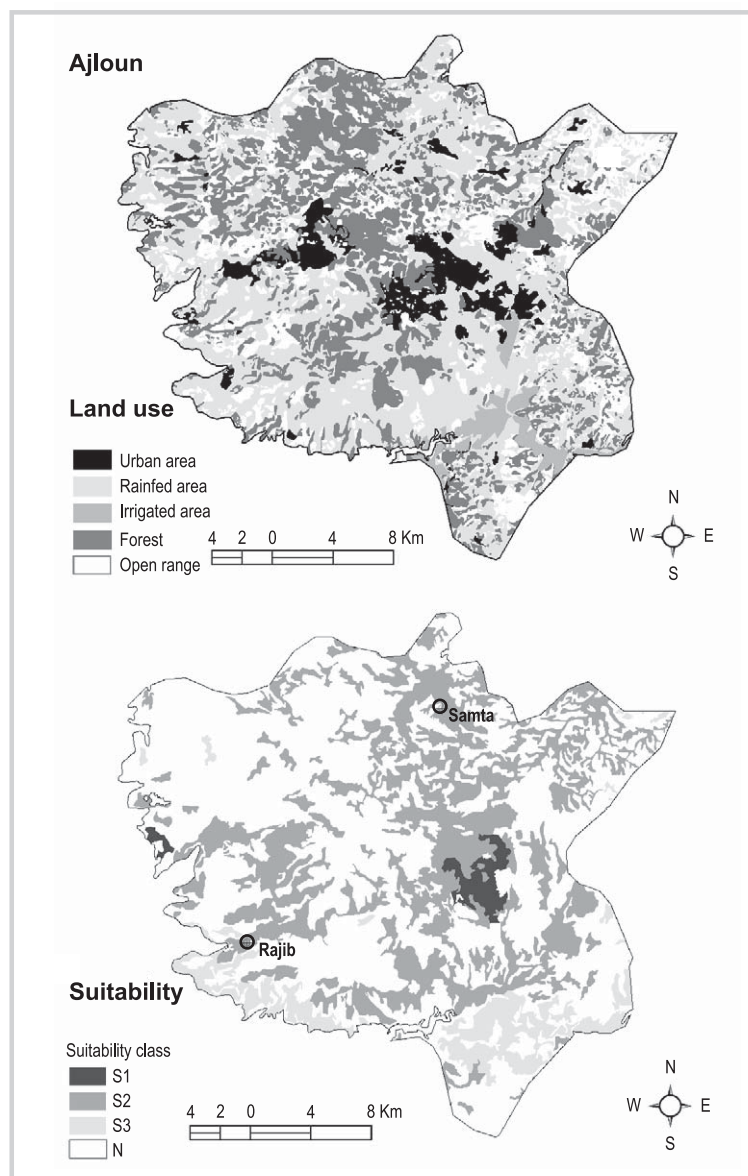 Ajloun
Land use
Urban area
Rainfed area
Irrigated area
Forest
Open range
4 2 0 4 8 Km
N
W E
S
Samta
Rajib
Suitability
Suitability class
S1
S2
S3
N
4 2 0 4 8 Km
N
W E
S